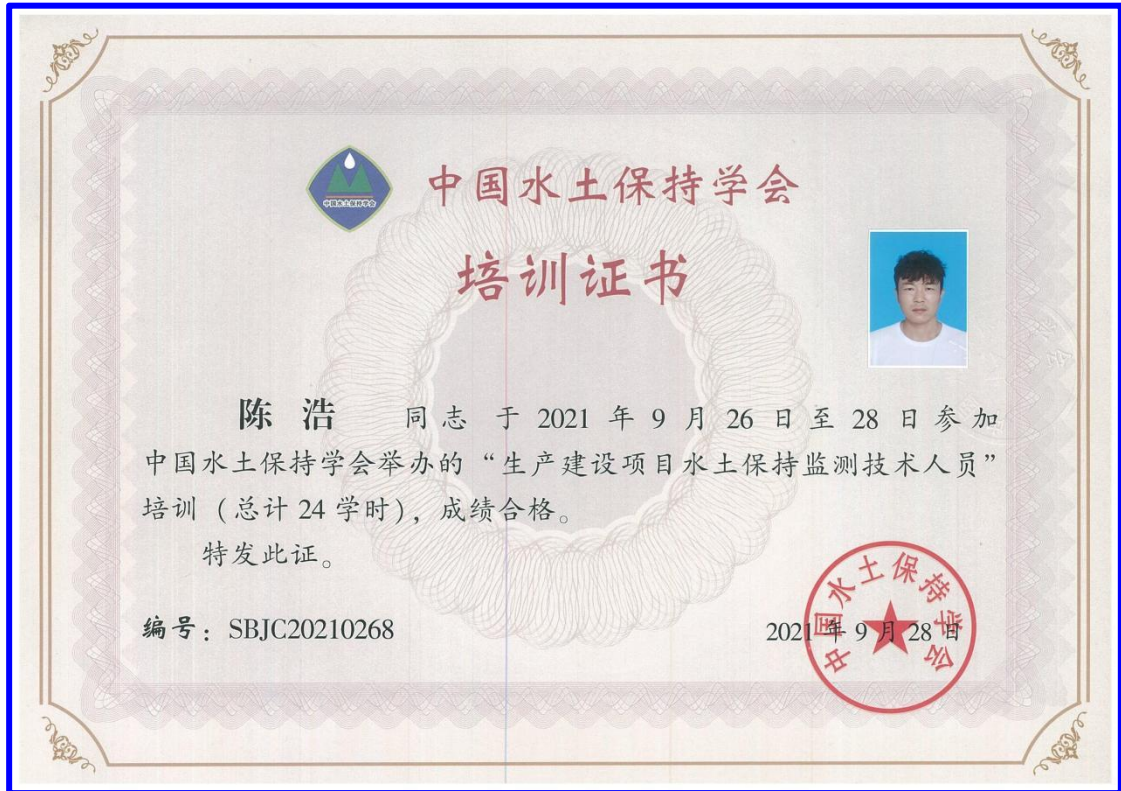 中国水土保持学会
中国水土保持学会
培训证书
陈 浩 同志 于 2021 年 9 月 26 日至 28 日参加
中国水土保持学会举办的“生产建设项目水土保持监测技术人员”
培训（总计 24 学时），成绩合格。
特发此证。
编号：SBJC20210268
2021 年 9 月 28 日
中国水土保持学会